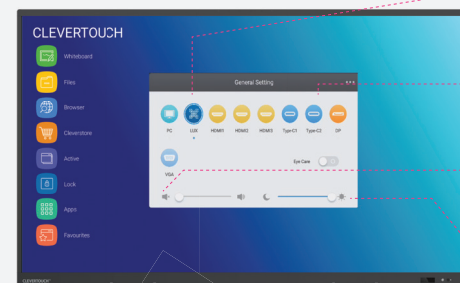 CLEVERTOUCH
Whiteboard
Files
Browser
Cleverstore
Active
Lock
Apps
Favourites
General Setting
PC
LUX
HDMI1
HDMI2
HDMI3
Type-C1
Type-C2
DP
VGA
Eye Care
CLEVERTOUCH